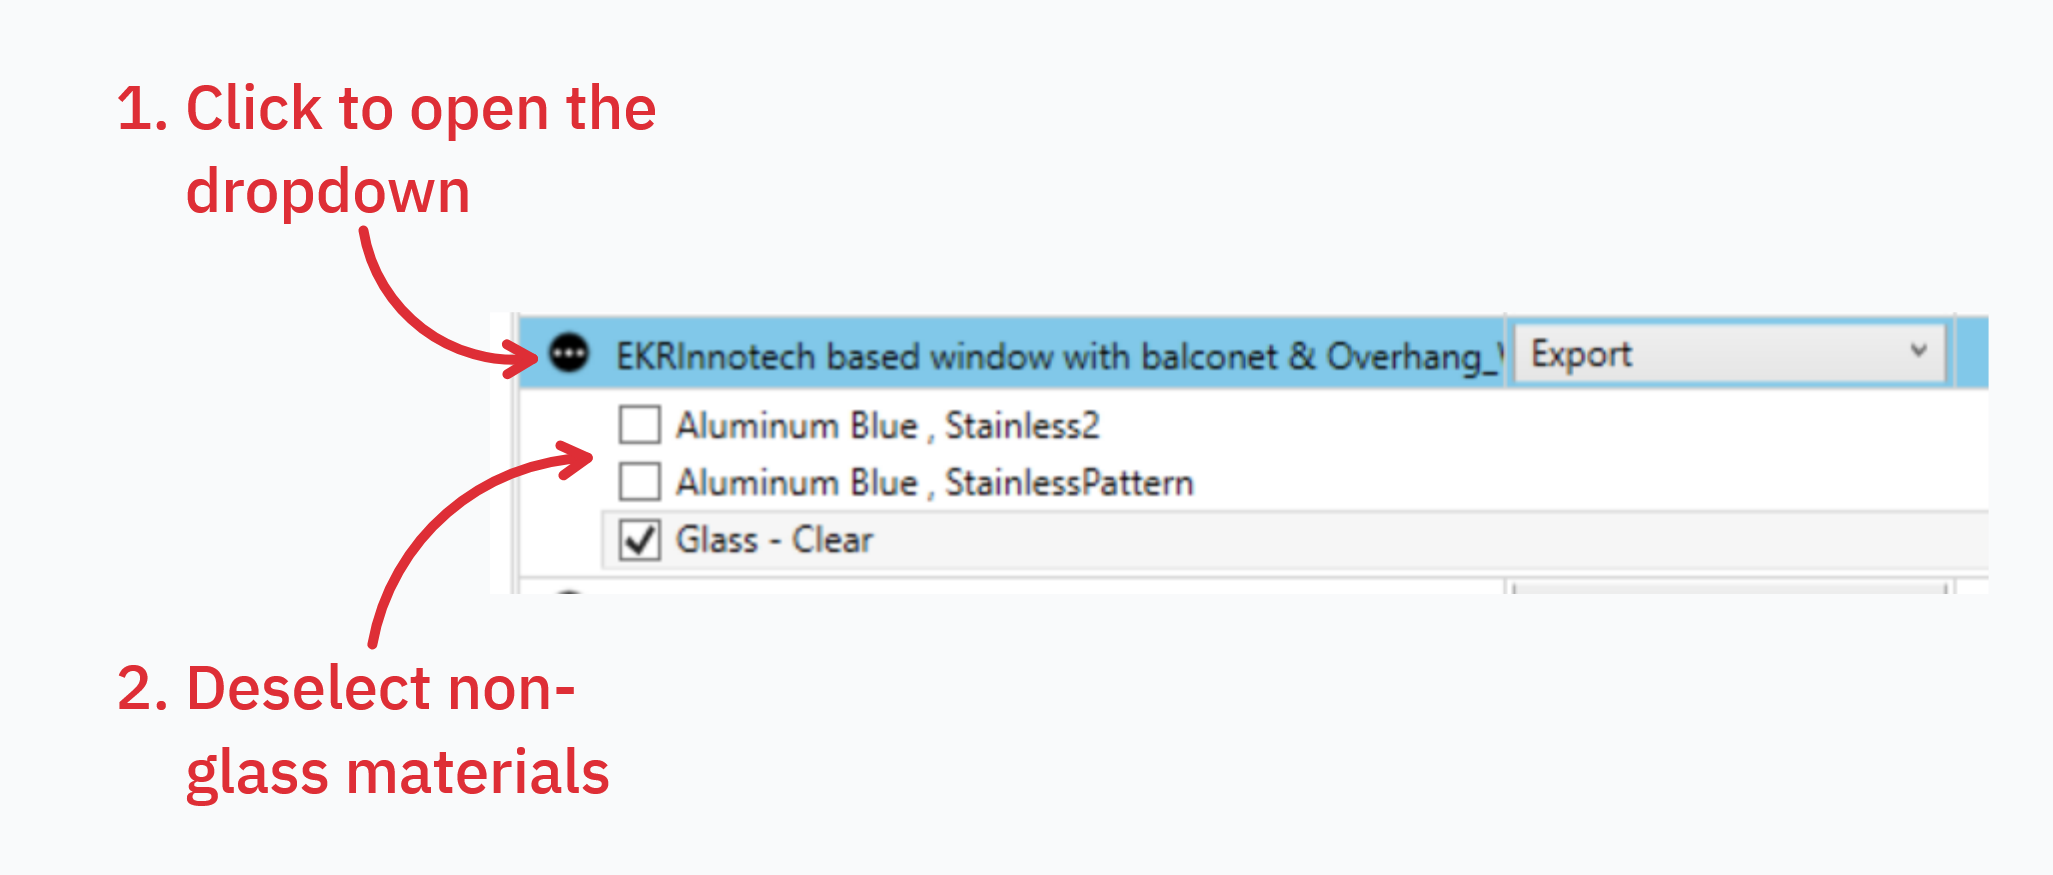 1. Click to open the
dropdown
EKRInnotech based window with balconet & Overhang_
Export
Aluminum Blue , Stainless2
Aluminum Blue , StainlessPattern
Glass - Clear
2. Deselect non-
glass materials